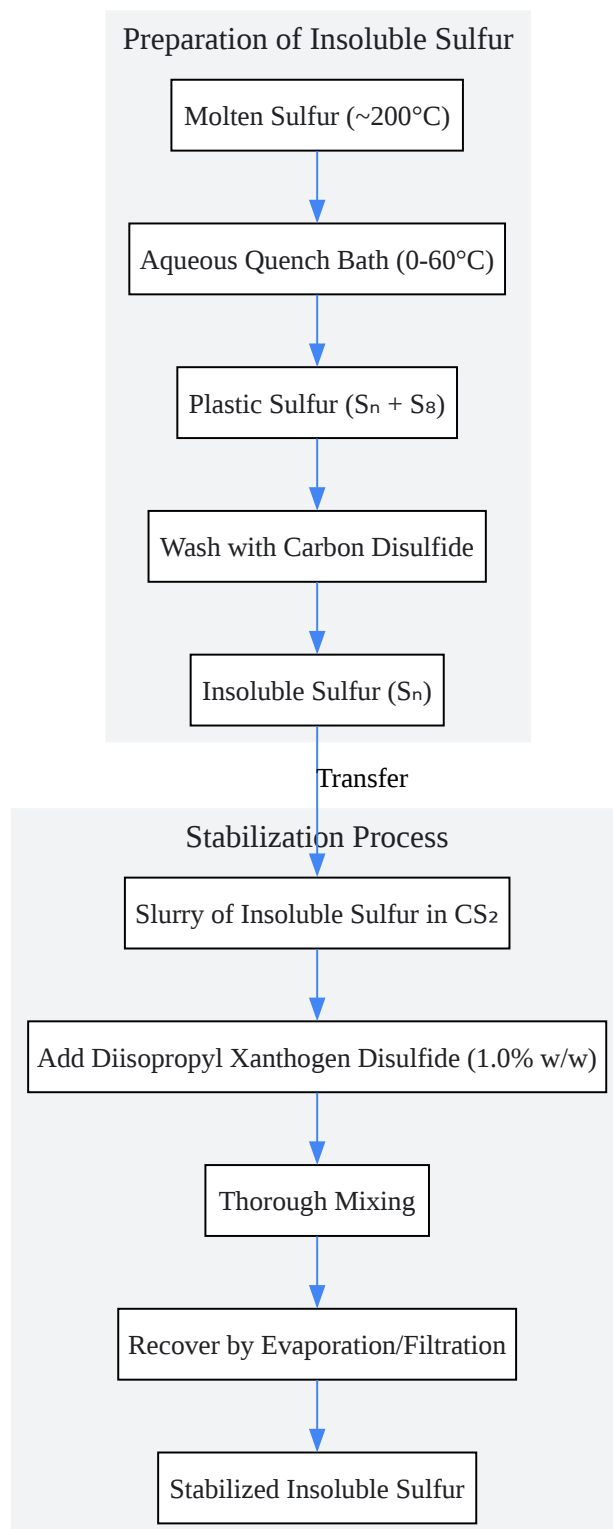 Preparation of Insoluble Sulfur
Molten Sulfur (~200°C)
Aqueous Quench Bath (0-60°C)
Plastic Sulfur (Sₙ + S₈)
Wash with Carbon Disulfide
Insoluble Sulfur (Sₙ)
Transfer
Stabilization Process
Slurry of Insoluble Sulfur in CS₂
Add Diisopropyl Xanthogen Disulfide (1.0% w/w)
Thorough Mixing
Recover by Evaporation/Filtration
Stabilized Insoluble Sulfur